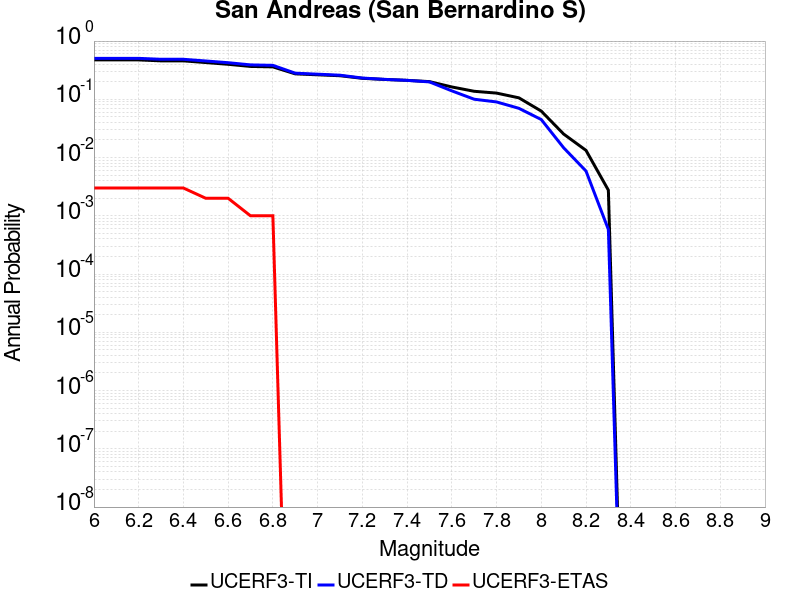 San Andreas (San Bernardino S)
10^0
10^-1
10^-2
10^-3
10^-4
10^-5
10^-6
10^-7
10^-8
Annual Probability
6 6.2 6.4 6.6 6.8 7 7.2 7.4 7.6 7.8 8 8.2 8.4 8.6 8.8 9
Magnitude
UCERF3-TI UCERF3-TD UCERF3-ETAS